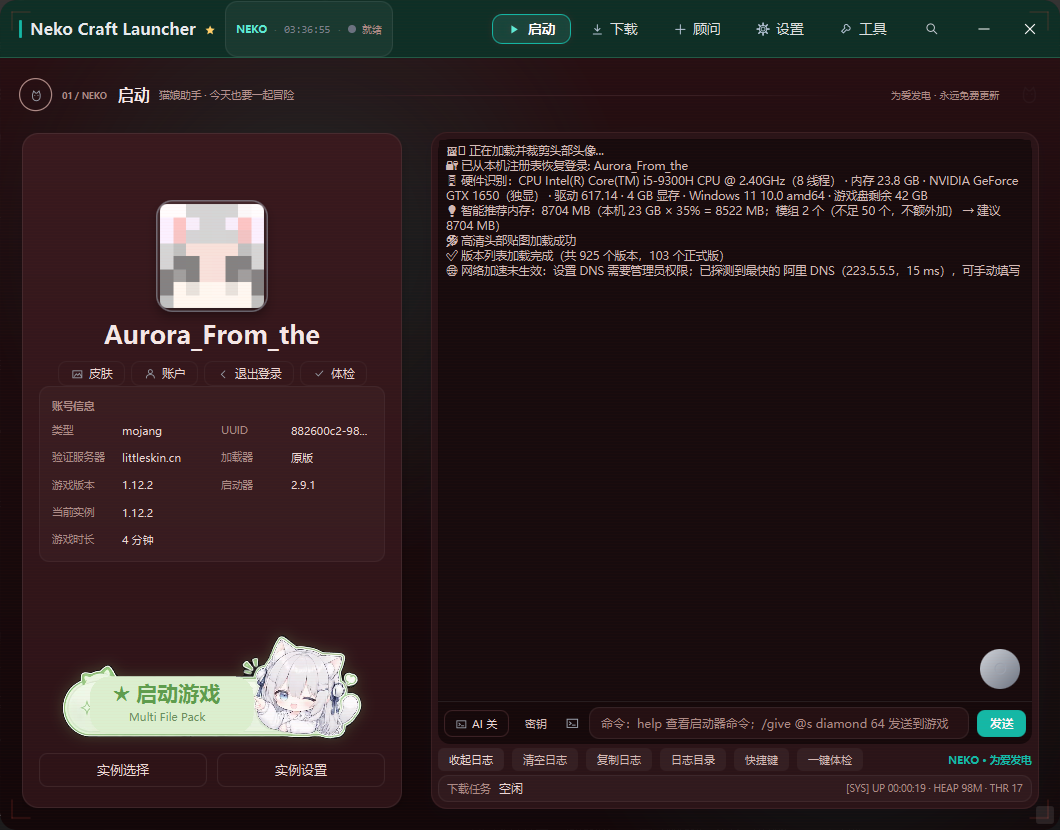 Neko Craft Launcher ★
NEKO · 03:36:55 · 就绪
启动
下载
顾问
设置
工具
01 / NEKO 启动 猫娘助手 · 今天也要一起冒险
为爱发电 · 永远免费更新
Aurora_From_the
皮肤
账户
退出登录
体检
账号信息
类型 mojang UUID 882600c2-98...
验证服务器 littleskin.cn 加载器 原版
游戏版本 1.12.2 启动器 2.9.1
当前实例 1.12.2
游戏时长 4 分钟
★ 启动游戏
Multi File Pack
实例选择
实例设置
正在加载并裁剪头部头像...
已从本机注册表恢复登录: Aurora_From_the
硬件识别：CPU Intel(R) Core(TM) i5-9300H CPU @ 2.40GHz（8 线程） · 内存 23.8 GB · NVIDIA GeForce
GTX 1650（独显） · 驱动 617.14 · 4 GB 显存 · Windows 11 10.0 amd64 · 游戏盘剩余 42 GB
智能推荐内存：8704 MB（本机 23 GB × 35% = 8522 MB；模组 2 个（不足 50 个，不额外加） → 建议
8704 MB）
高清头部贴图加载成功
版本列表加载完成（共 925 个版本，103 个正式版）
网络加速未生效：设置 DNS 需要管理员权限；已探测到最快的 阿里 DNS（223.5.5.5，15 ms），可手动填写
AI 关
密钥
命令：help 查看启动器命令；/give @s diamond 64 发送到游戏
发送
收起日志
清空日志
复制日志
日志目录
快捷键
一键体检
NEKO • 为爱发电
下载任务 空闲
[SYS] UP 00:00:19 · HEAP 98M · THR 17